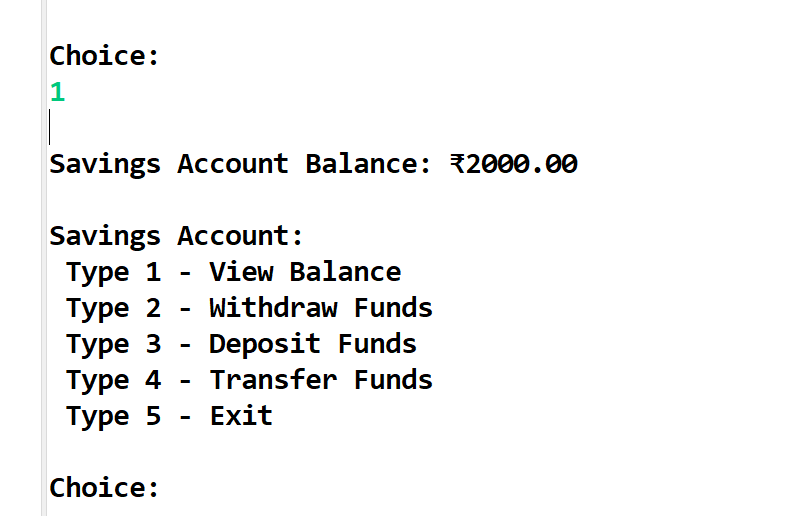 Choice:
1
Savings Account Balance: ₹2000.00
Savings Account:
Type 1 - View Balance
Type 2 - Withdraw Funds
Type 3 - Deposit Funds
Type 4 - Transfer Funds
Type 5 - Exit
Choice: